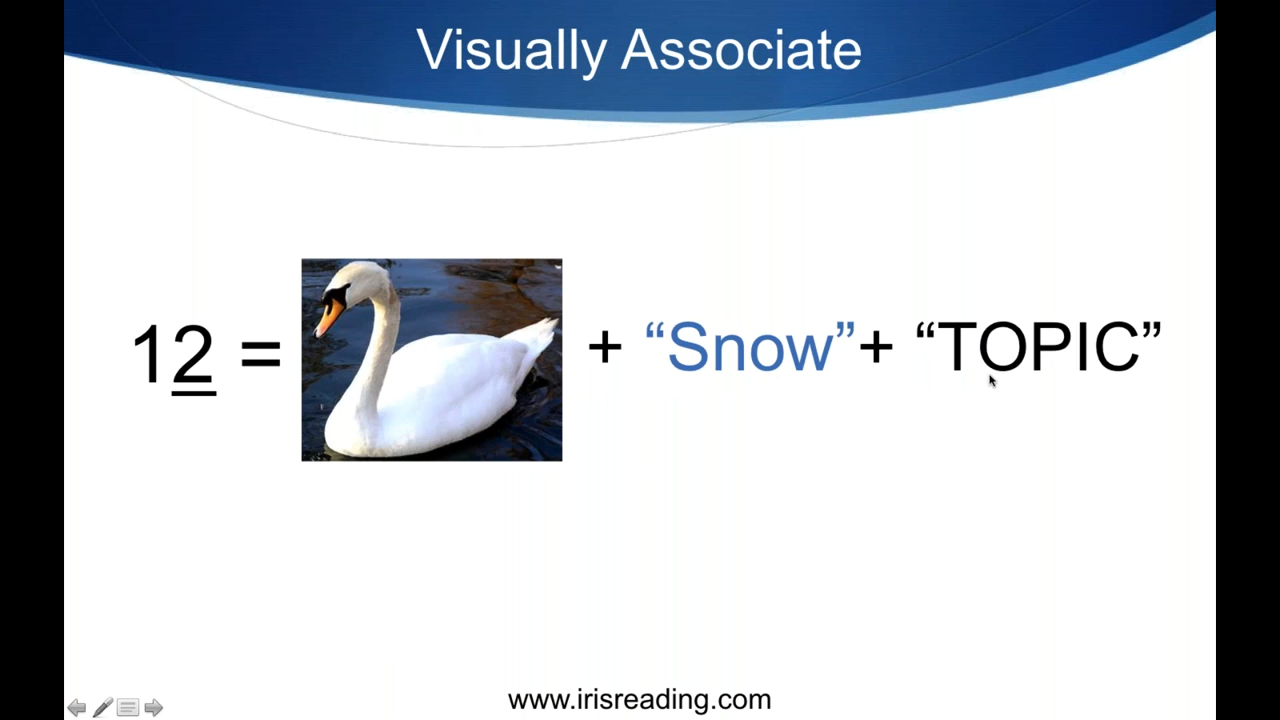 Visually Associate
12 = + “Snow”+ “TOPIC”
www.irisreading.com